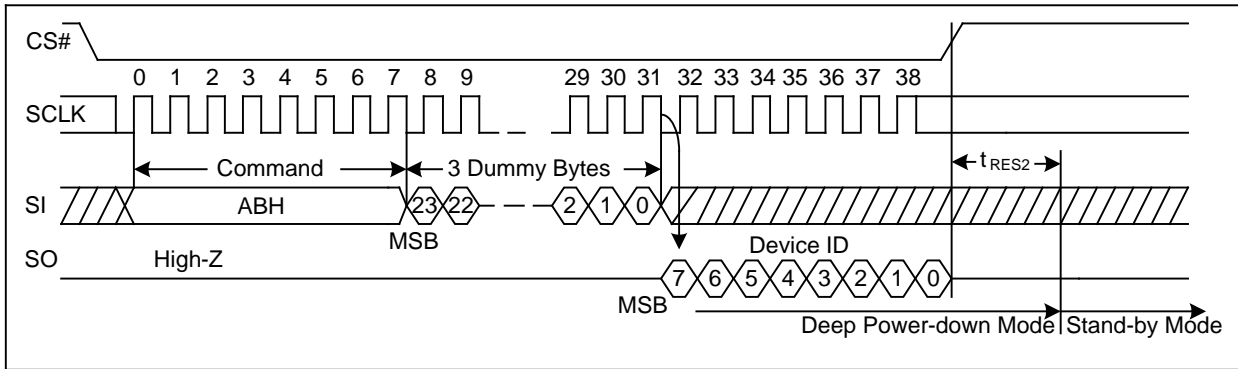 CS#
0 1 2 3 4 5 6 7 8 9 29 30 31 32 33 34 35 36 37 38
SCLK
Command 3 Dummy Bytes tRES2
SI ABH 23 22 2 1 0
MSB Device ID
SO High-Z
7 6 5 4 3 2 1 0
MSB
Deep Power-down Mode Stand-by Mode